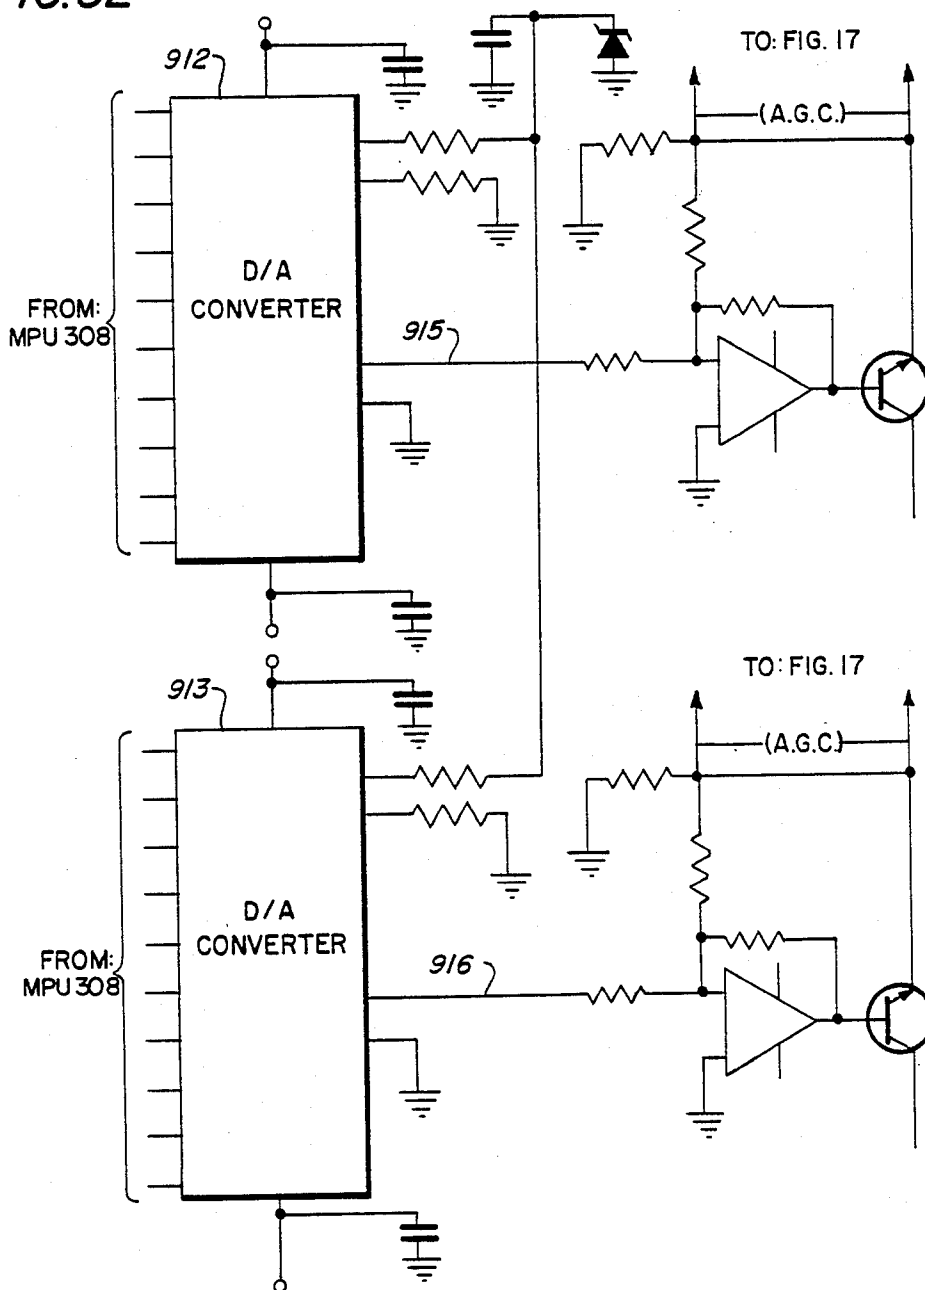 912
TO: FIG. 17
(A.G.C.)
D/A
CONVERTER
FROM:
MPU 308
915
913
TO: FIG. 17
(A.G.C.)
D/A
CONVERTER
FROM:
MPU 308
916